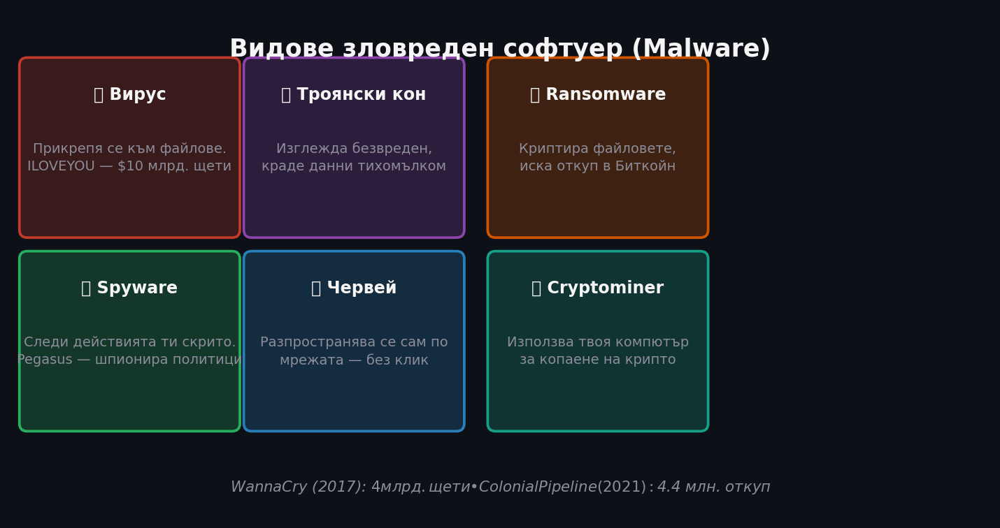 Видове зловреден софтуер (Malware)
Вирус
Прикрепя се към файлове.
ILOVEYOU — $10 млрд. щети
Троянски кон
Изглежда безвреден,
краде данни тихомълком
Ransomware
Криптира файловете,
иска откуп в Биткойн
Spyware
Следи действията ти скрито.
Pegasus — шпионира политици
Червей
Разпространява се сам по
мрежата — без клик
Cryptominer
Използва твоя компютър
за копаене на крипто
WannaCry (2017): 4млрд.щети•ColonialPipeline(2021):4.4 млн. откуп